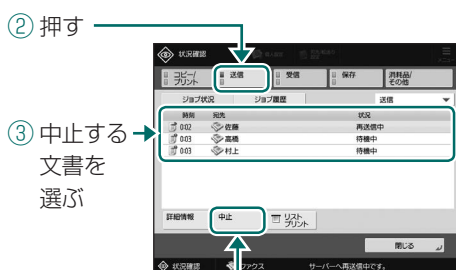 ② 押す
状況確認
メニュー
コピー/プリント 送信 受信 保存 消耗品/その他
ジョブ状況 ジョブ履歴 送信
時刻 宛先 状況
0:02 佐藤 再送信中
0:03 高橋 待機中
0:03 村上 待機中
③ 中止する
文書を
選ぶ
詳細情報 中止 リストプリント
閉じる
状況確認 ファクス サーバーへ再送信中です。